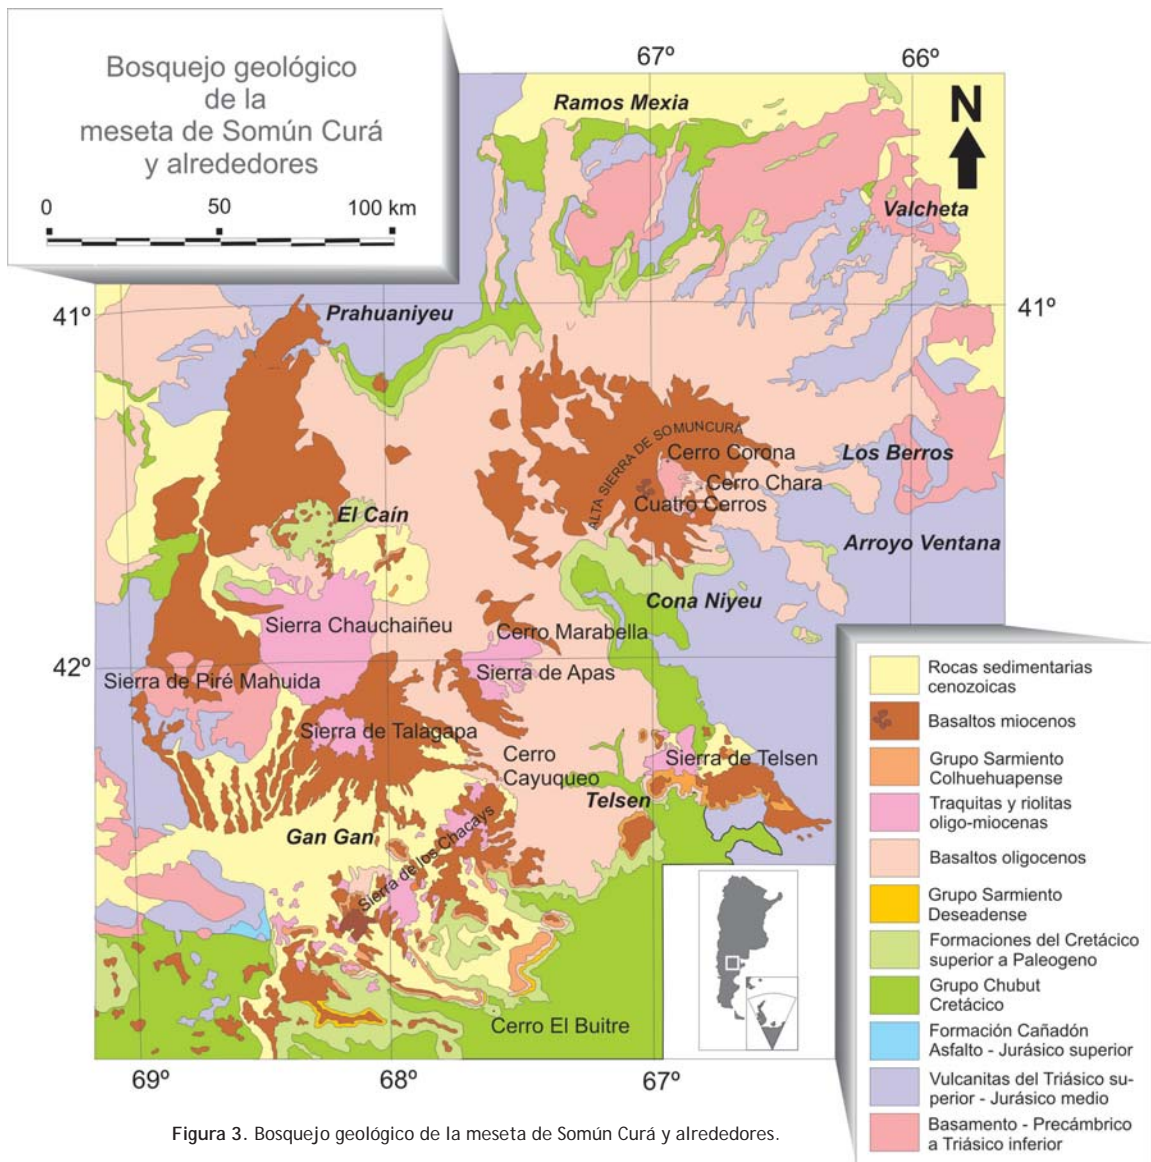 Bosquejo geológico
de la
meseta de Somún Curá
y alrededores
0 50 100 km
67º
66º
N
Ramos Mexia
Valcheta
41º
41º
Prahuaniyeu
ALTA SIERRA DE SOMUNCURA
Cerro Corona
Los Berros
Cerro Chara
Cuatro Cerros
El Caín
Arroyo Ventana
Cona Niyeu
Sierra Chauchaiñeu
Cerro Marabella
42º
Sierra de Piré Mahuida
Sierra de Apas
Sierra de Talagapa
Cerro
Cayuqueo
Sierra de Telsen
Telsen
Gan Gan
Sierra de los Chacays
Cerro El Buitre
69º
68º
67º
Rocas sedimentarias
cenozoicas
Basaltos miocenos
Grupo Sarmiento
Colhuehuapense
Traquitas y riolitas
oligo-miocenas
Basaltos oligocenos
Grupo Sarmiento
Deseadense
Formaciones del Cretácico
superior a Paleogeno
Grupo Chubut
Cretácico
Formación Cañadón
Asfalto - Jurásico superior
Vulcanitas del Triásico su-
perior - Jurásico medio
Basamento - Precámbrico
a Triásico inferior
Figura 3. Bosquejo geológico de la meseta de Somún Curá y alrededores.